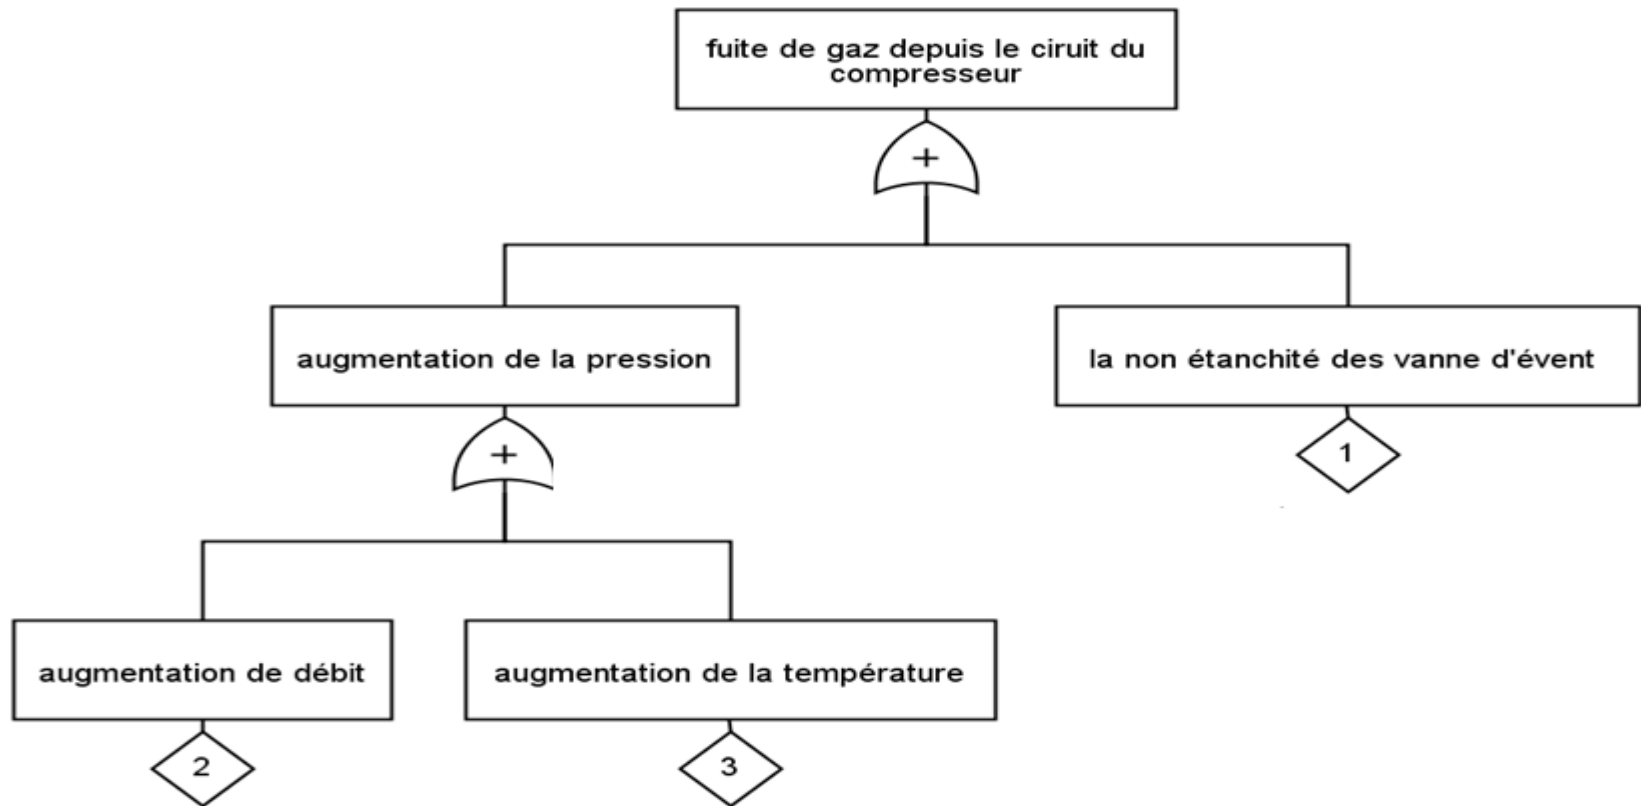 fuite de gaz depuis le ciruit du
compresseur
+
augmentation de la pression
la non étanchité des vanne d'évent
+
1
augmentation de débit
augmentation de la température
2
3